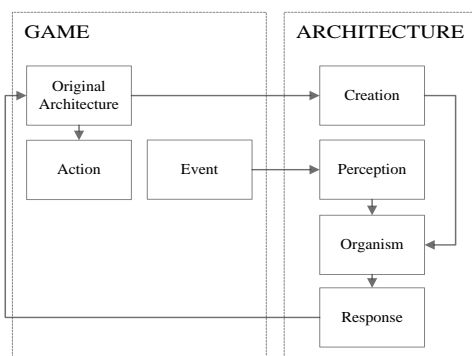 GAME
ARCHITECTURE
Original
Architecture
Creation
Action
Event
Perception
Organism
Response